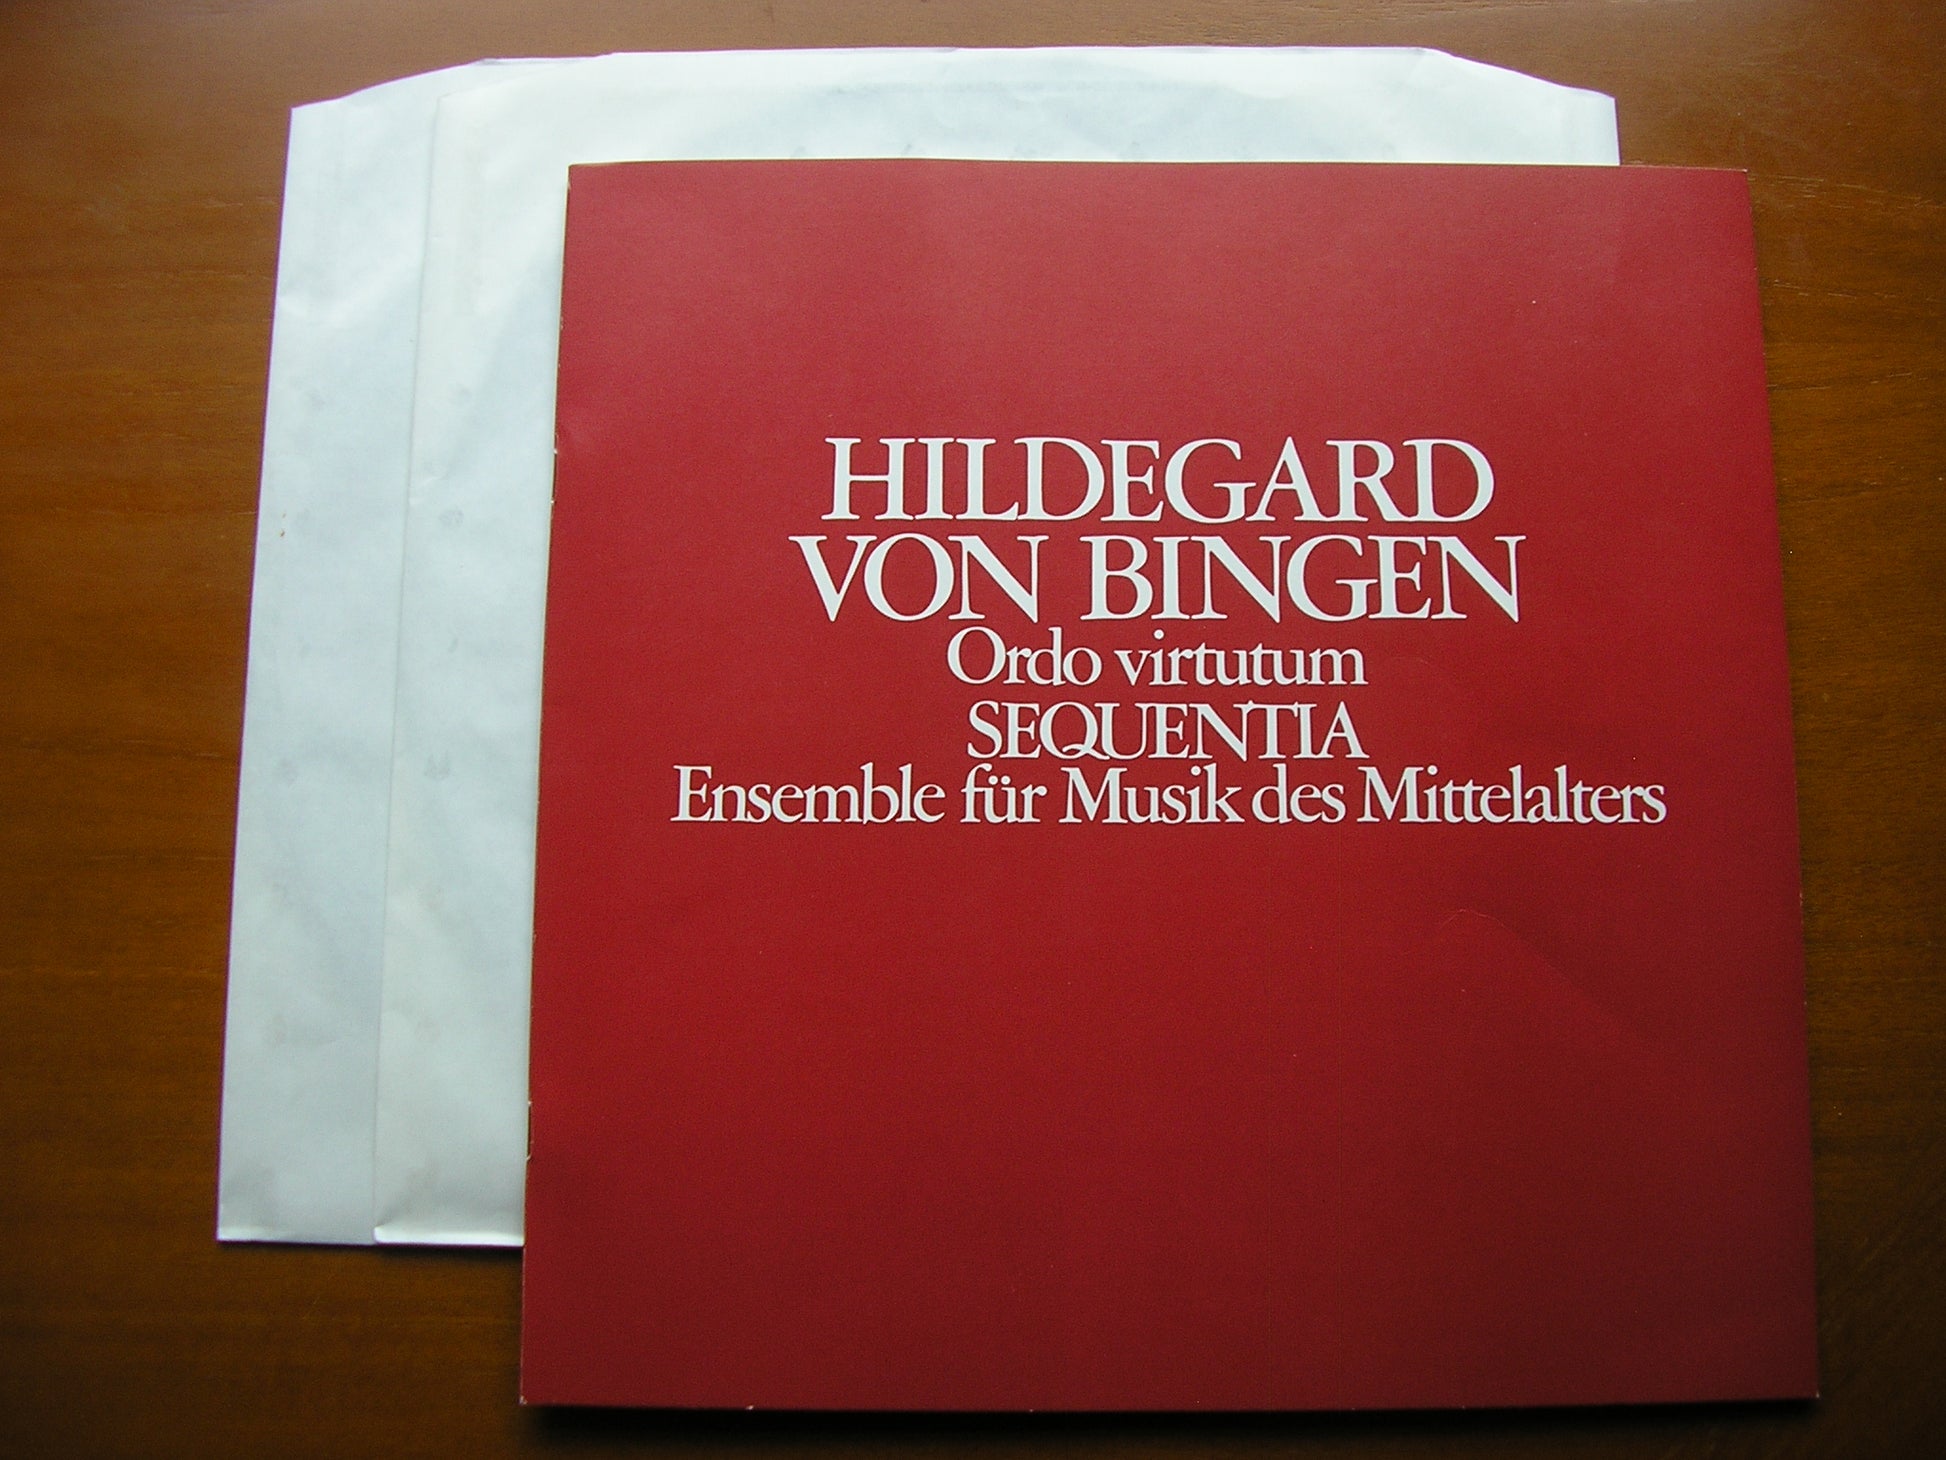 HILDEGARD
VON BINGEN
Ordo virtutum
SEQUENTIA
Ensemble für Musik des Mittelalters